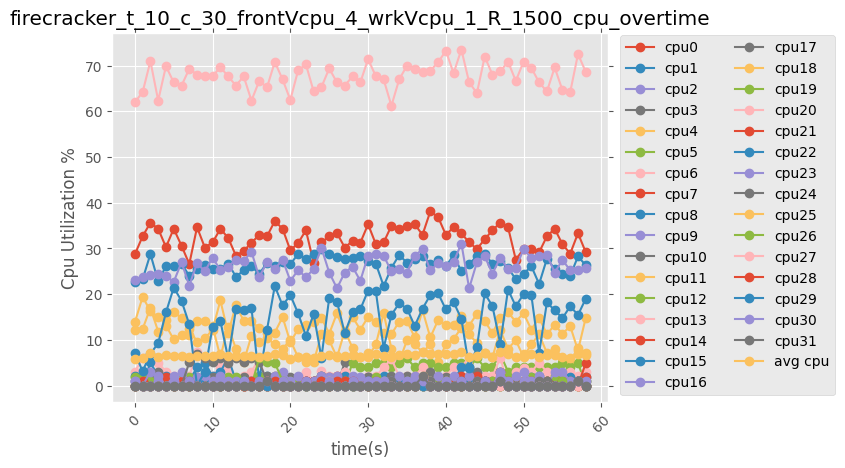 firecracker_t_10_c_30_frontVcpu_4_wrkVcpu_1_R_1500_cpu_overtime
70
60
50
40
30
20
10
0
Cpu Utilization %
0
10
20
30
40
50
60
time(s)
cpu0
cpu1
cpu2
cpu3
cpu4
cpu5
cpu6
cpu7
cpu8
cpu9
cpu10
cpu11
cpu12
cpu13
cpu14
cpu15
cpu16
cpu17
cpu18
cpu19
cpu20
cpu21
cpu22
cpu23
cpu24
cpu25
cpu26
cpu27
cpu28
cpu29
cpu30
cpu31
avg cpu